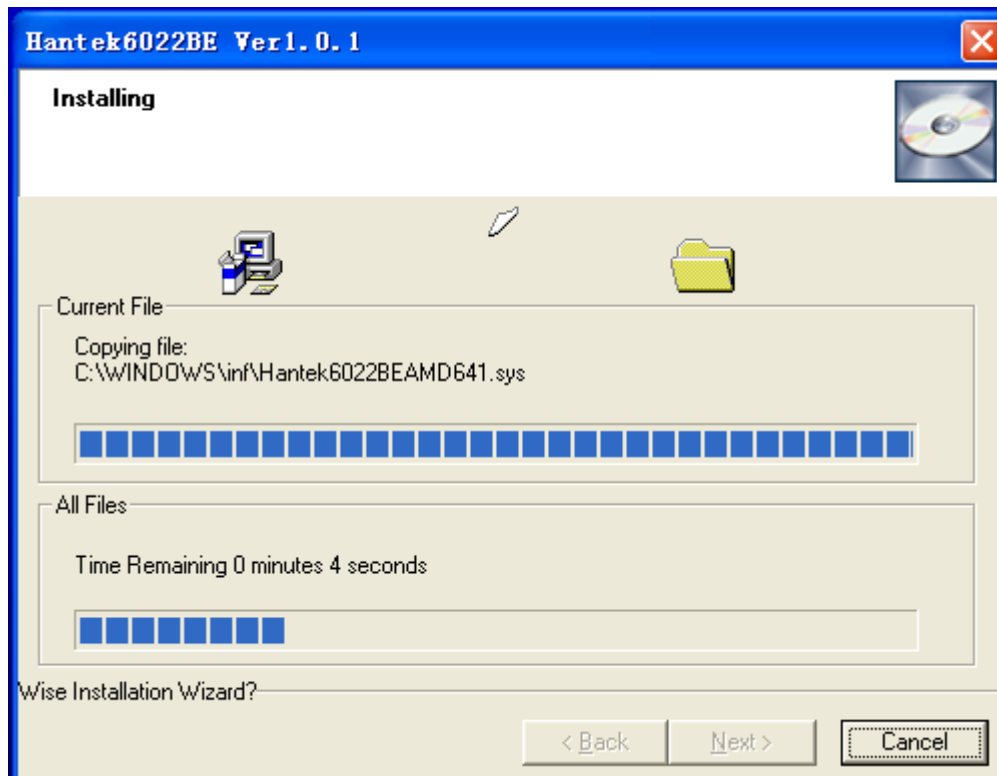 Hantek6022BE Ver1.0.1
Installing
Current File
Copying file:
C:\WINDOWS\inf\Hantek6022BEAMD641.sys
All Files
Time Remaining 0 minutes 4 seconds
Wise Installation Wizard?
< Back
Next >
Cancel